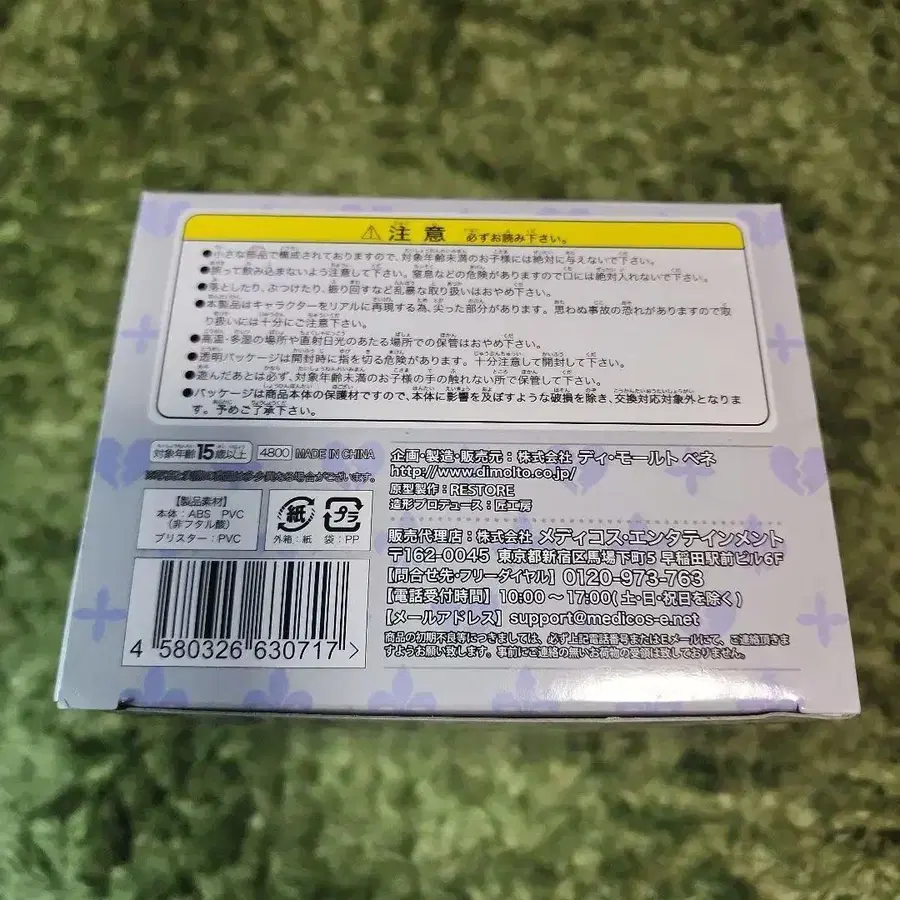 ⚠注意 必ずお読み下さい。
●小さな部品で構成されておりますので、対象年齢未満のお子様には絶対に与えないで下さい。
●誤って飲み込まないよう注意して下さい。窒息などの危険がありますので口には絶対入れないで下さい。
●落としたり、ぶつけたり、振り回すなど乱暴な取り扱いはおやめ下さい。
●本製品はキャラクターをリアルに再現する為、尖った部分があります。思わぬ事故の恐れがありますので取
り扱いには十分にご注意下さい。
●高温・多湿の場所や直射日光のあたる場所での保管はおやめ下さい。
●透明パッケージは開封時に指を切る危険があります。十分注意して開封して下さい。
●遊んだあとは必ず、対象年齢未満のお子様の手の触れない所で保管して下さい。
●パッケージは商品本体の保護材ですので、本体に影響を及ぼすような破損を除き、交換対応対象外となりま
す。予めご了承下さい。
対象年齢15歳以上 4800 MADE IN CHINA
※写真と実際の商品は多少異なる場合がございます。
【製品素材】
本体:ABS PVC
(非フタル酸)
ブリスター:PVC
紙 プラ
外箱:紙 袋:PP
4 580326 630717 >
企画・製造・販売元:株式会社 ディ・モールト ベネ
http://www.dimolto.co.jp/
原型製作:RESTORE
造形プロデュース:匠工房
販売代理店:株式会社 メディコス・エンタテインメント
〒162-0045 東京都新宿区馬場下町5 早稲田駅前ビル6F
【問合せ先・フリーダイヤル】 0120-973-763
【電話受付時間】 10:00〜17:00(土・日・祝日を除く)
【メールアドレス】 support@medicos-e.net
商品の初期不良等につきましては、必ず上記電話番号またはEメールにて、ご連絡頂きま
すようお願い致します。事前にご連絡の無いお荷物の受領は致しておりません。